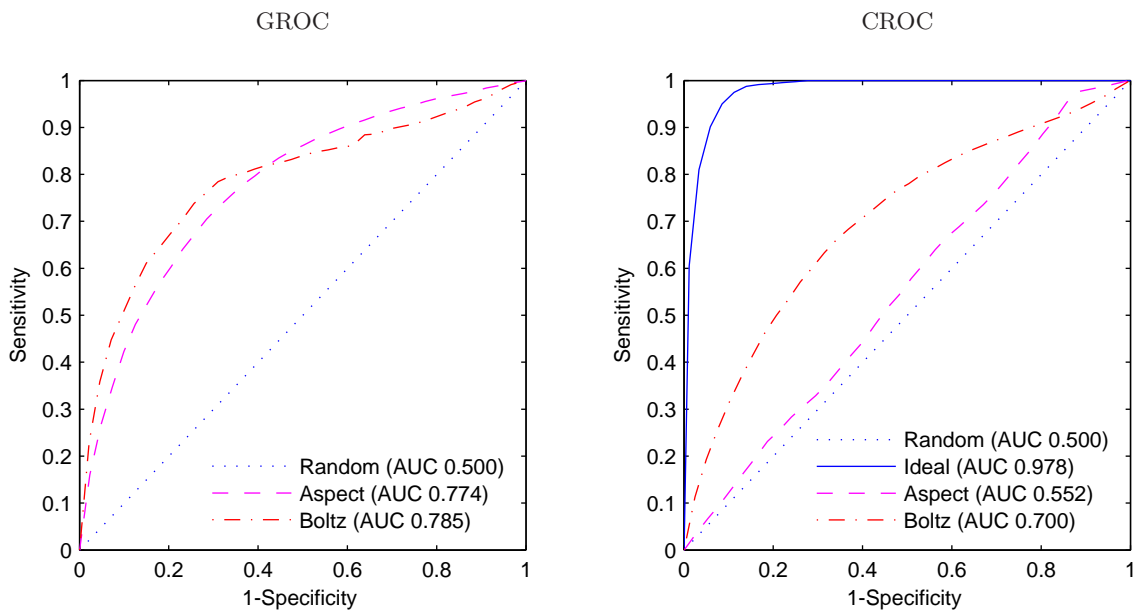 GROC
1
0.9
0.8
0.7
0.6
0.5
0.4
0.3
0.2
0.1
0
Sensitivity
0 0.2 0.4 0.6 0.8 1
1-Specificity
Random (AUC 0.500)
Aspect (AUC 0.774)
Boltz (AUC 0.785)
CROC
1
0.9
0.8
0.7
0.6
0.5
0.4
0.3
0.2
0.1
0
Sensitivity
0 0.2 0.4 0.6 0.8 1
1-Specificity
Random (AUC 0.500)
Ideal (AUC 0.978)
Aspect (AUC 0.552)
Boltz (AUC 0.700)